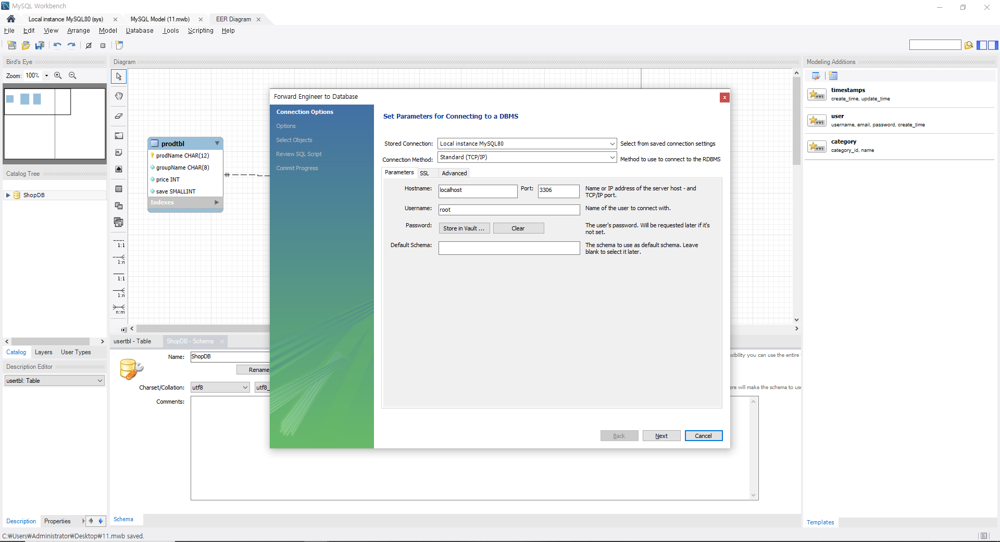 MySQL Workbench
Local instance MySQL80 (sys)
MySQL Model (11.mwb)
EER Diagram
File Edit View Arrange Model Database Tools Scripting Help
Bird's Eye
Zoom: 100%
Catalog Tree
ShopDB
Catalog Layers User Types
Description Editor
usertbl: Table
Description Properties H
Diagram
1:1
1:n
1:1
1:n
n:m
prodtbl
prodName CHAR(12)
groupName CHAR(8)
price INT
save SMALLINT
Indexes
Forward Engineer to Database
Connection Options
Options
Select Objects
Review SQL Script
Commit Progress
Set Parameters for Connecting to a DBMS
Stored Connection: Local instance MySQL80 Select from saved connection settings
Connection Method: Standard (TCP/IP) Method to use to connect to the RDBMS
Parameters SSL Advanced
Hostname: localhost Port: 3306 Name or IP address of the server host - and
TCP/IP port.
Username: root Name of the user to connect with.
Password: Store in Vault ... Clear The user's password. Will be requested later if it's
not set.
Default Schema: The schema to use as default schema. Leave
blank to select it later.
Back Next Cancel
usertbl - Table
ShopDB - Schema
Name: ShopDB
xibility you can use the entire
Rename
Charset/Collation: utf8 utf8_
ere will make the schema to use
Comments:
Schema
Modeling Additions
MWB
timestamps
create_time, update_time
MWB
user
username, email, password, create_time
MWB
category
category_id, name
Templates
C:₩Users₩Administrator₩Desktop₩11.mwb saved.